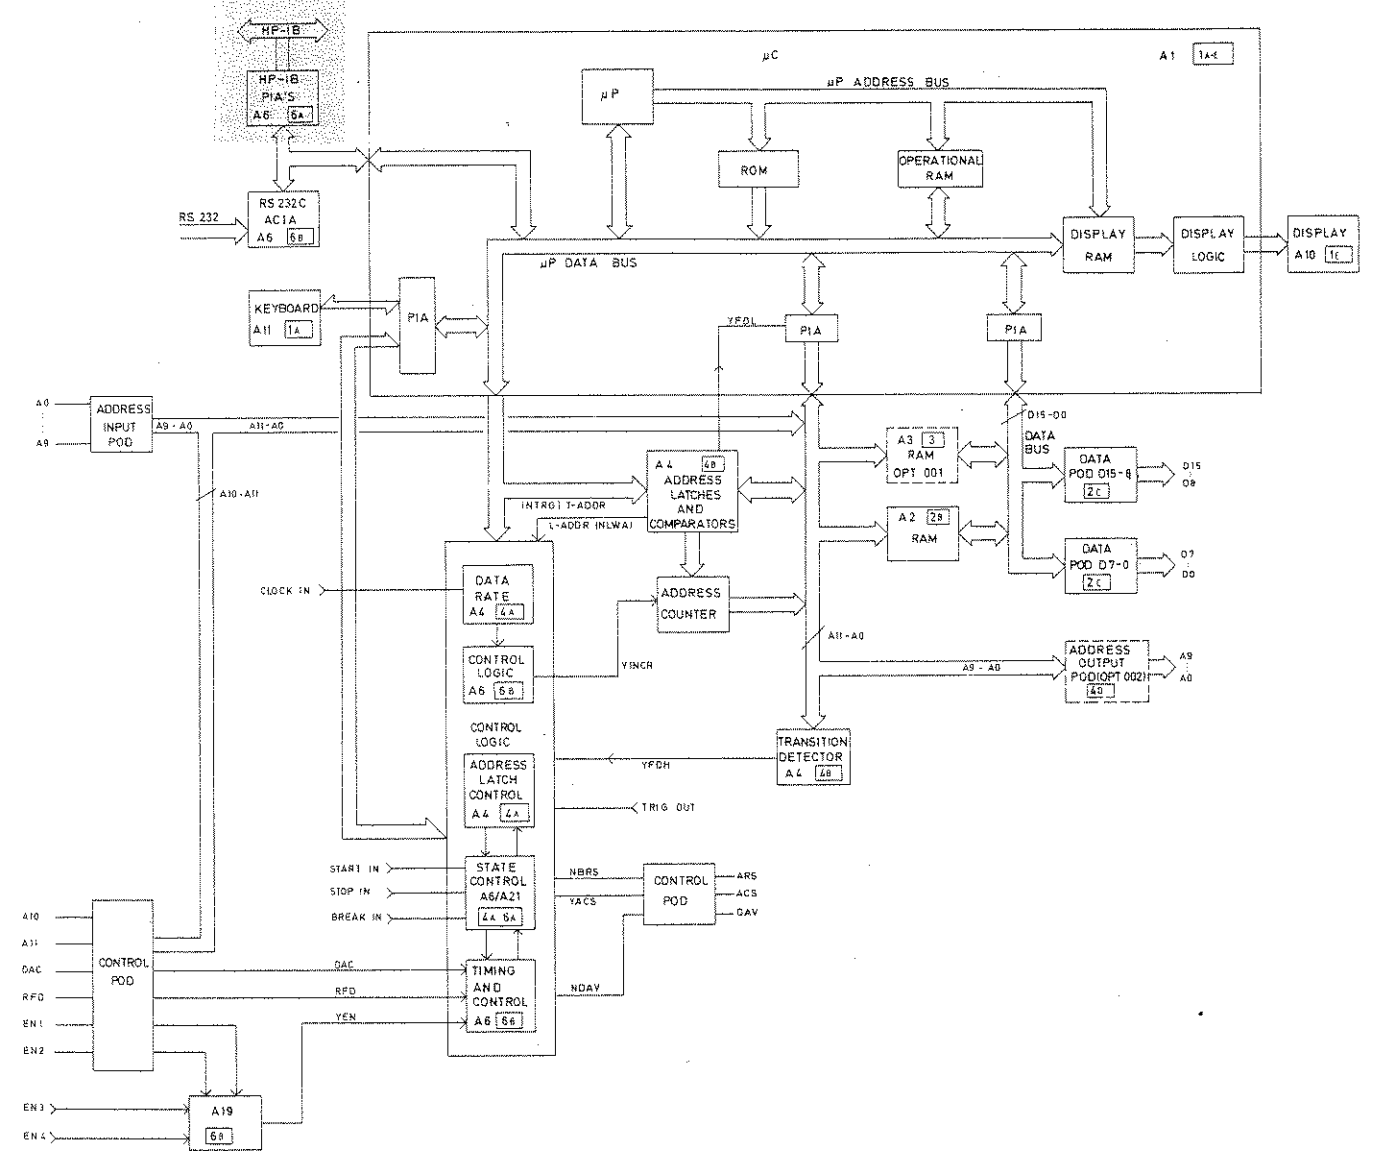 HP-IB
HP-IB
PIA'S
A6 6A
RS 232C
ACIA
A6 6B
RS 232
KEYBOARD
A11 1A
PIA
µC
A1 1A-E
µP
µP ADDRESS BUS
ROM
OPERATIONAL
RAM
µP DATA BUS
DISPLAY
RAM
DISPLAY
LOGIC
DISPLAY
A10 1E
YFDL
PIA
PIA
A0
A9
ADDRESS
INPUT
POD
A9 - A0
A11-A0
A10-A11
A4 4B
ADDRESS
LATCHES
AND
COMPARATORS
(NTRG) T-ADDR
L-ADDR (NLWA)
A3 3
RAM
OPT 001
A2 2B
RAM
D15-D0
DATA
BUS
DATA
POD D15-8
2C
D15
D8
DATA
POD D7-0
2C
D7
D0
CLOCK IN
DATA
RATE
A4 4A
ADDRESS
COUNTER
CONTROL
LOGIC
A6 6B
YINCR
A11-A0
A9 - A0
ADDRESS
OUTPUT
POD(OPT 002)
4D
A9
A0
CONTROL
LOGIC
ADDRESS
LATCH
CONTROL
A4 4A
YFDH
TRANSITION
DETECTOR
A4 4B
TRIG OUT
START IN
STOP IN
BREAK IN
STATE
CONTROL
A6/A21
4A 6A
NBRS
YACS
CONTROL
POD
ARS
ACS
DAV
A10
A11
DAC
RFD
EN1
EN2
CONTROL
POD
DAC
RFD
YEN
TIMING
AND
CONTROL
A6 6B
NDAV
EN3
EN4
A19
6B